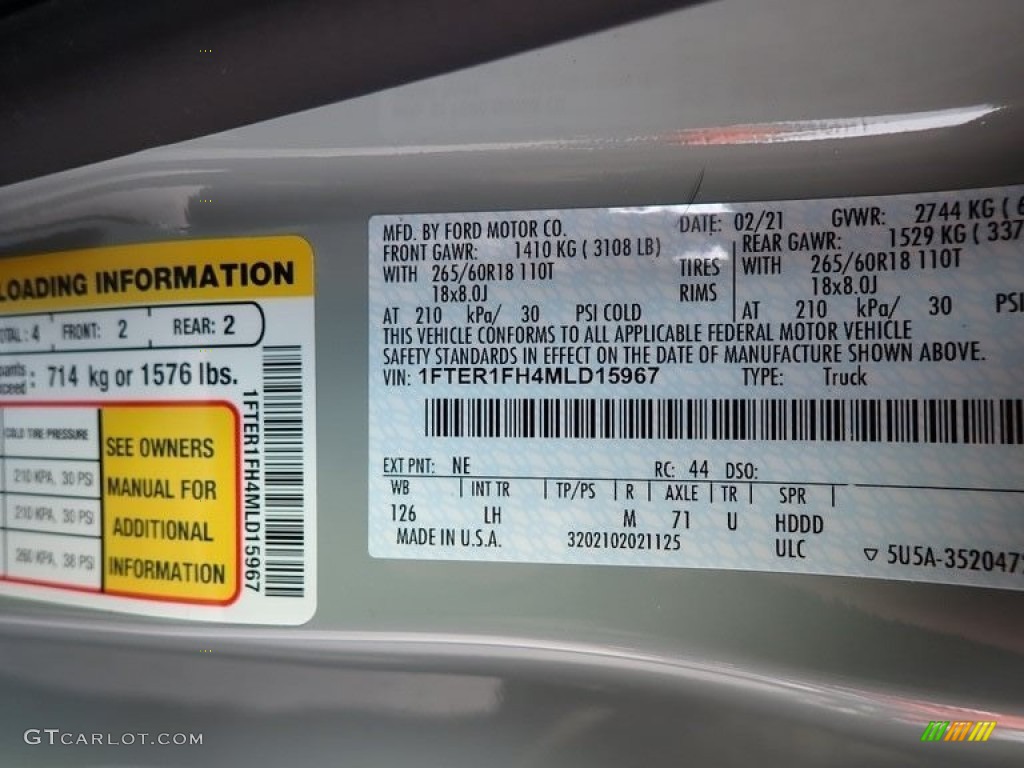 LOADING INFORMATION
TOTAL : 4 FRONT: 2 REAR: 2
714 kg or 1576 lbs.
COLD TIRE PRESSURE
210 KPA, 30 PSI
210 KPA, 30 PSI
260 KPA, 38 PSI
SEE OWNERS
MANUAL FOR
ADDITIONAL
INFORMATION
1FTER1FH4MLD15967
MFD. BY FORD MOTOR CO. DATE: 02/21 GVWR: 2744 KG ( 6
FRONT GAWR: 1410 KG ( 3108 LB) REAR GAWR: 1529 KG ( 337
WITH 265/60R18 110T TIRES WITH 265/60R18 110T
18x8.0J RIMS 18x8.0J
AT 210 kPa/ 30 PSI COLD AT 210 kPa/ 30 PSI
THIS VEHICLE CONFORMS TO ALL APPLICABLE FEDERAL MOTOR VEHICLE
SAFETY STANDARDS IN EFFECT ON THE DATE OF MANUFACTURE SHOWN ABOVE.
VIN: 1FTER1FH4MLD15967 TYPE: Truck
EXT PNT: NE RC: 44 DSO:
WB INT TR TP/PS R AXLE TR SPR
126 LH M 71 U HDDD
MADE IN U.S.A. 3202102021125 ULC 5U5A-352047
GTCARLOT.COM